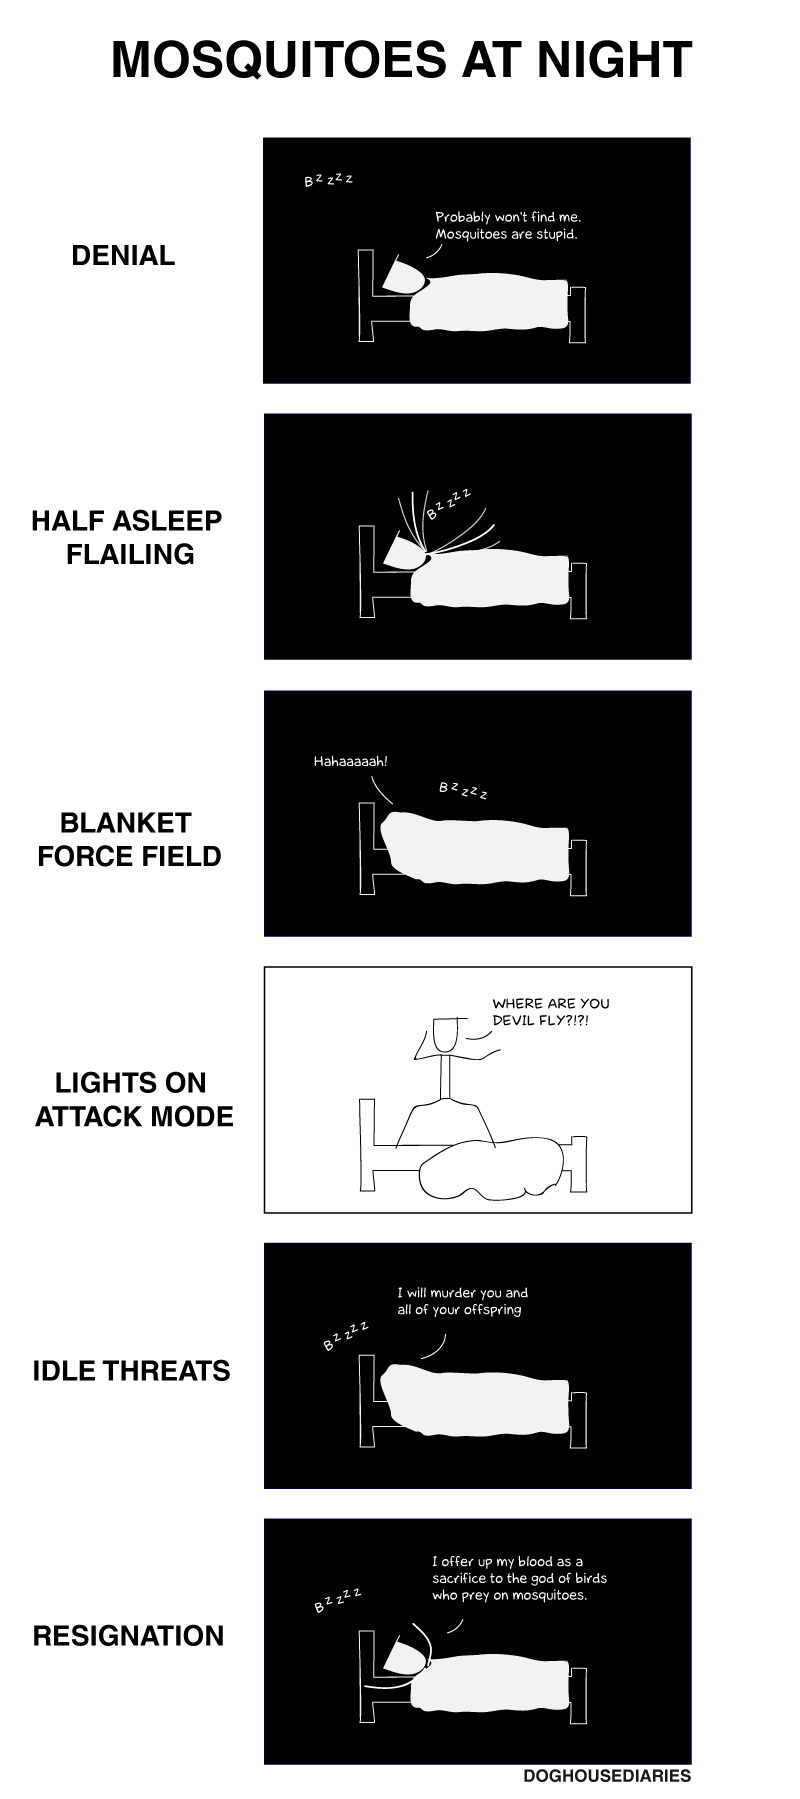 MOSQUITOES AT NIGHT
DENIAL
BZzzz
Probably won't find me.
Mosquitoes are stupid.
HALF ASLEEP
FLAILING
BZzzz
BLANKET
FORCE FIELD
Hahaaaaah!
BZzzz
LIGHTS ON
ATTACK MODE
WHERE ARE YOU
DEVIL FLY?!?!
IDLE THREATS
I will murder you and
all of your offspring
BZzzz
RESIGNATION
I offer up my blood as a
sacrifice to the god of birds
who prey on mosquitoes.
BZzzz
DOGHOUSEDIARIES